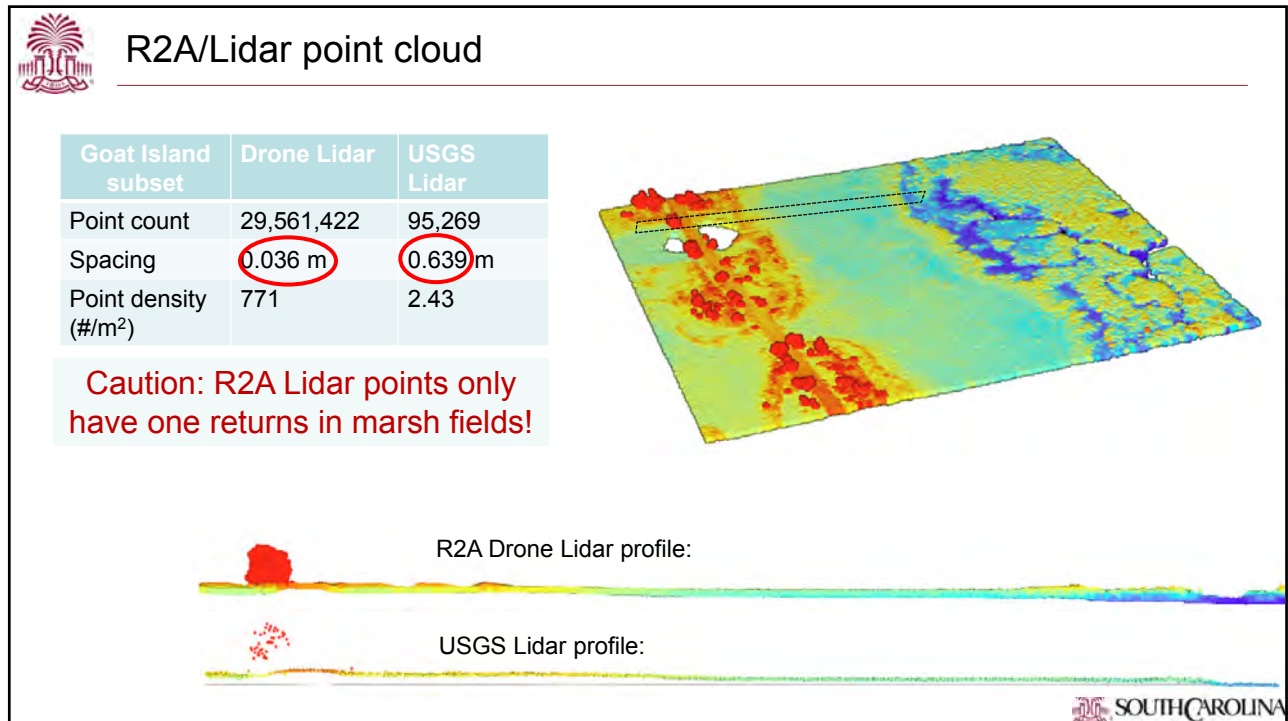 R2A/Lidar point cloud
Goat Island subset Drone Lidar USGS Lidar
Point count 29,561,422 95,269
Spacing 0.036 m 0.639 m
Point density (#/m²) 771 2.43
Caution: R2A Lidar points only
have one returns in marsh fields!
R2A Drone Lidar profile:
USGS Lidar profile:
SOUTH CAROLINA